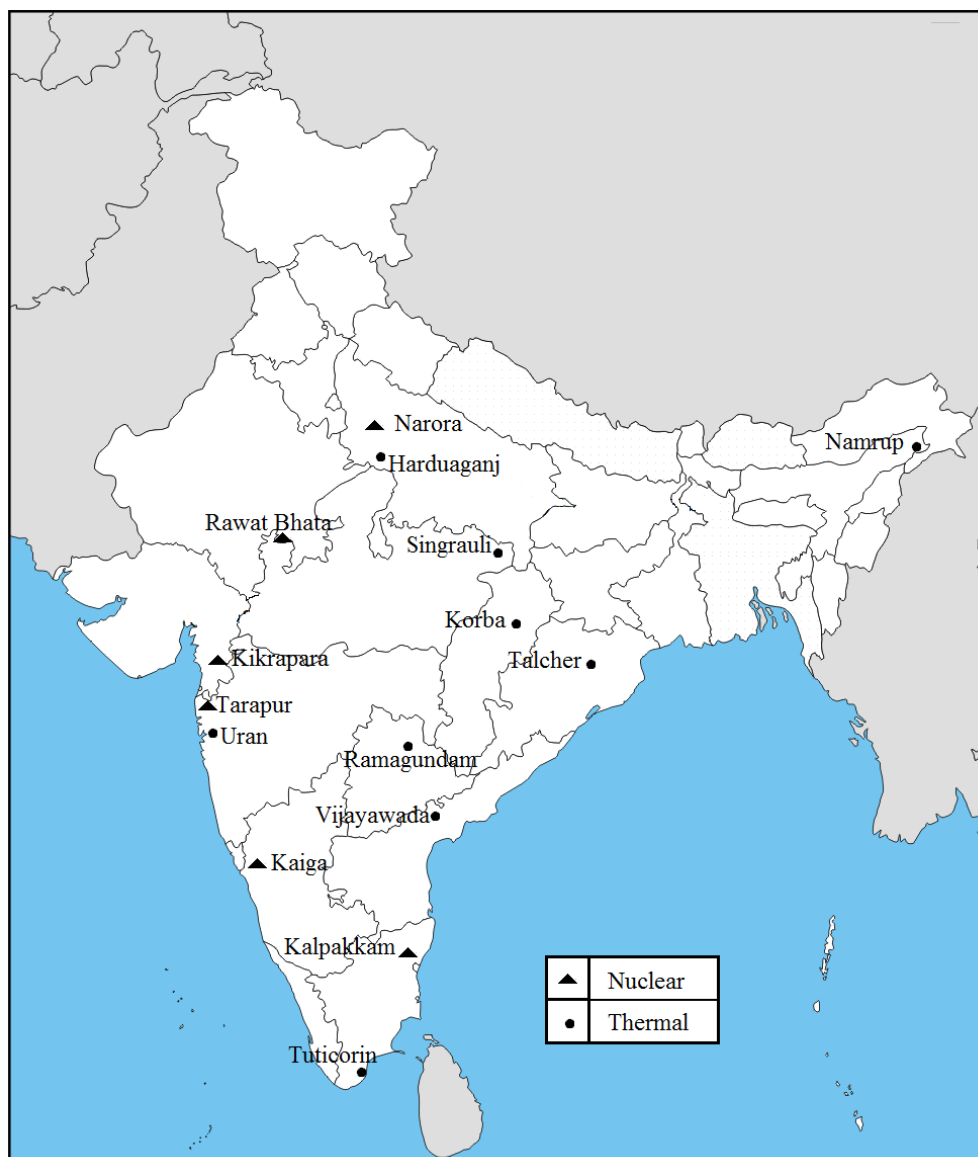 Narora
Namrup
Harduaganj
Rawat Bhata
Singrauli
Korba
Kikrapara
Talcher
Tarapur
Uran
Ramagundam
Vijayawada
Kaiga
Kalpakkam
Nuclear
Thermal
Tuticorin